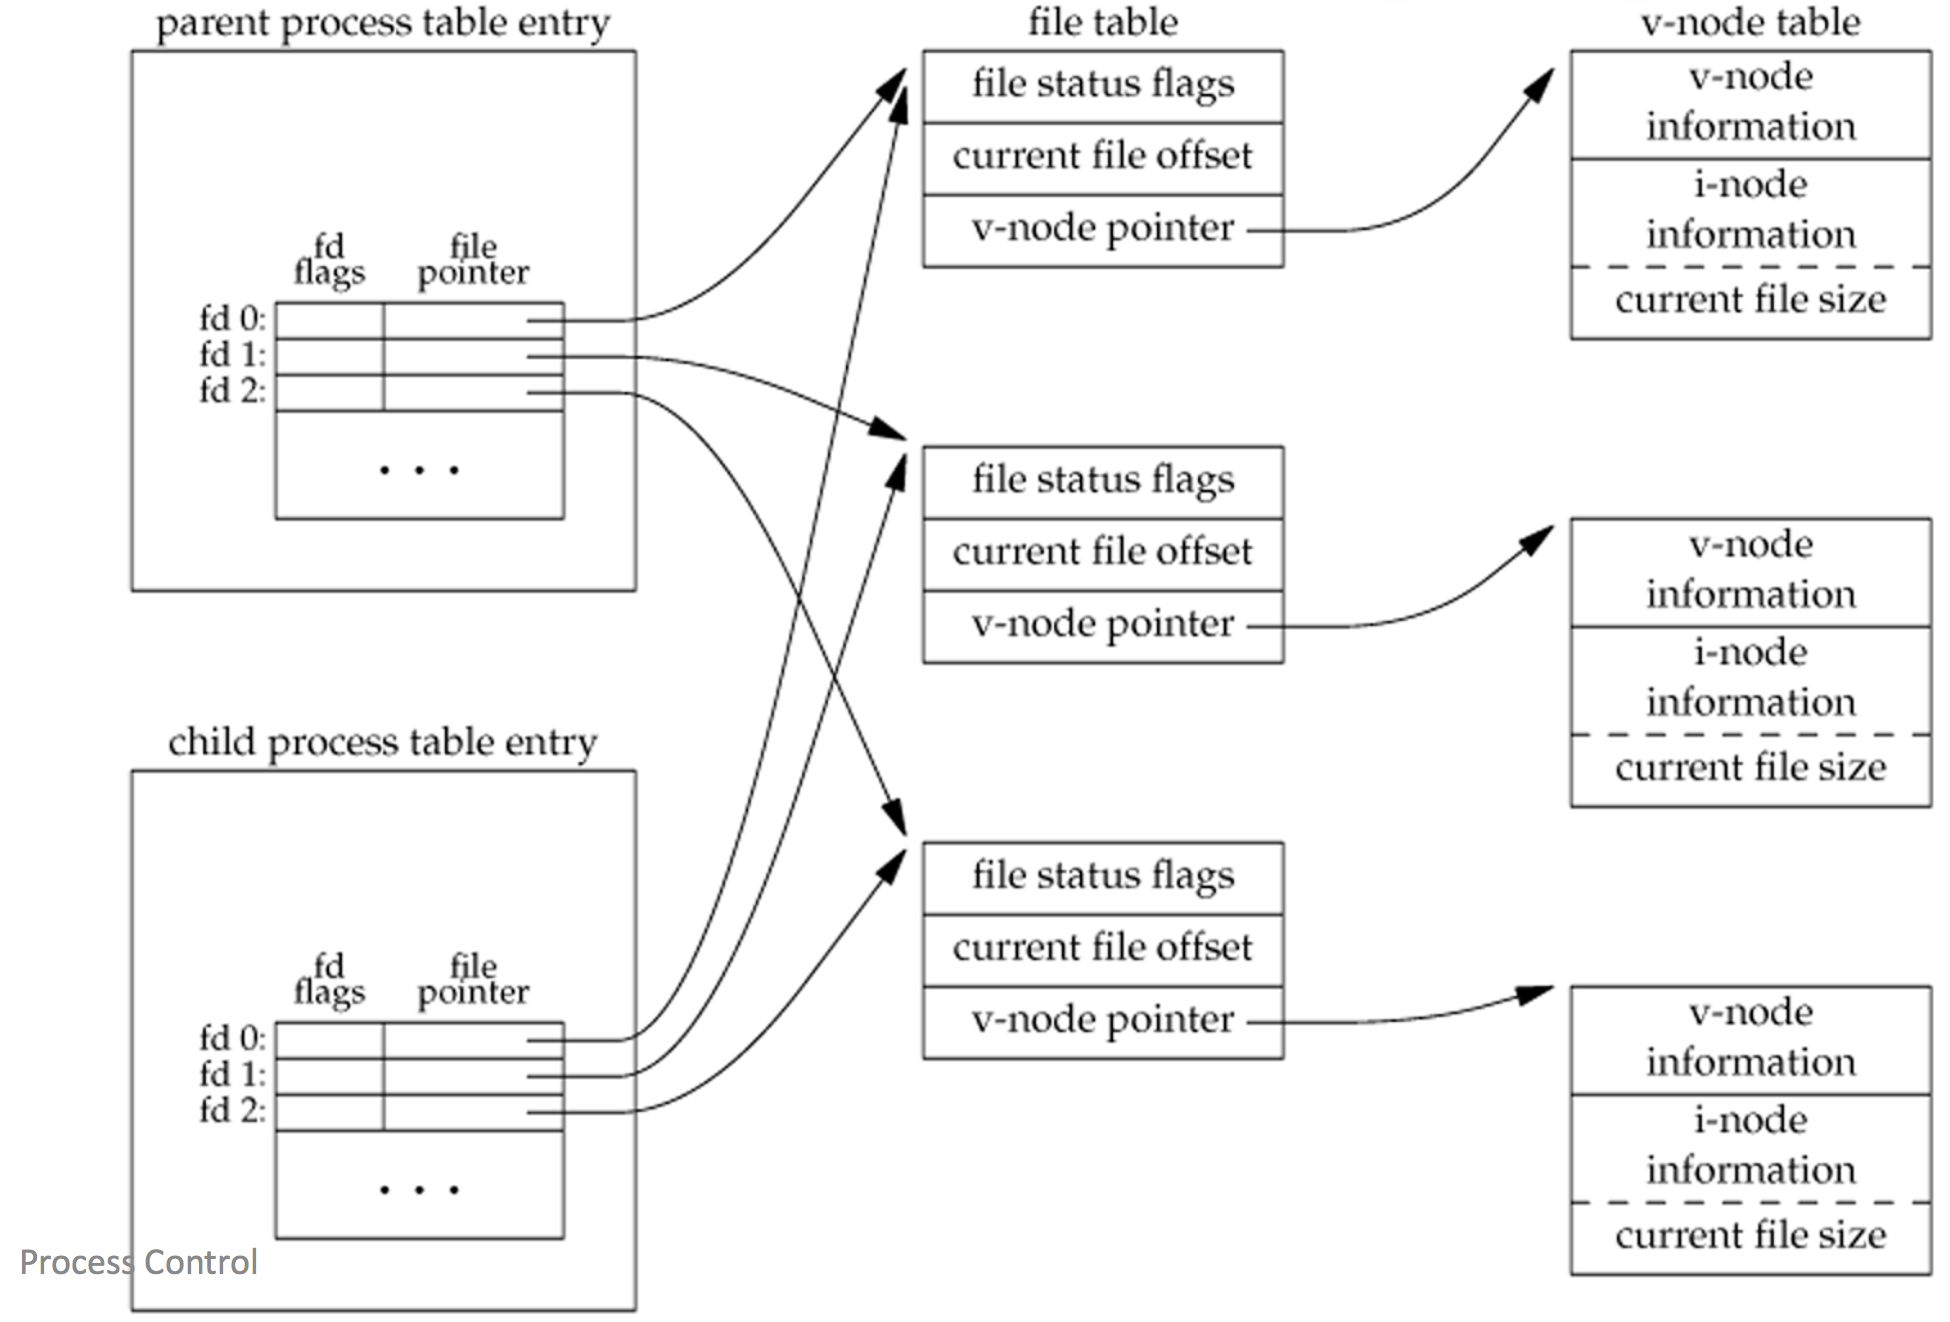 parent process table entry
fd
flags
file
pointer
fd 0:
fd 1:
fd 2:
. . .
child process table entry
fd
flags
file
pointer
fd 0:
fd 1:
fd 2:
. . .
Process Control
file table
file status flags
current file offset
v-node pointer
file status flags
current file offset
v-node pointer
file status flags
current file offset
v-node pointer
v-node table
v-node
information
i-node
information
current file size
v-node
information
i-node
information
current file size
v-node
information
i-node
information
current file size